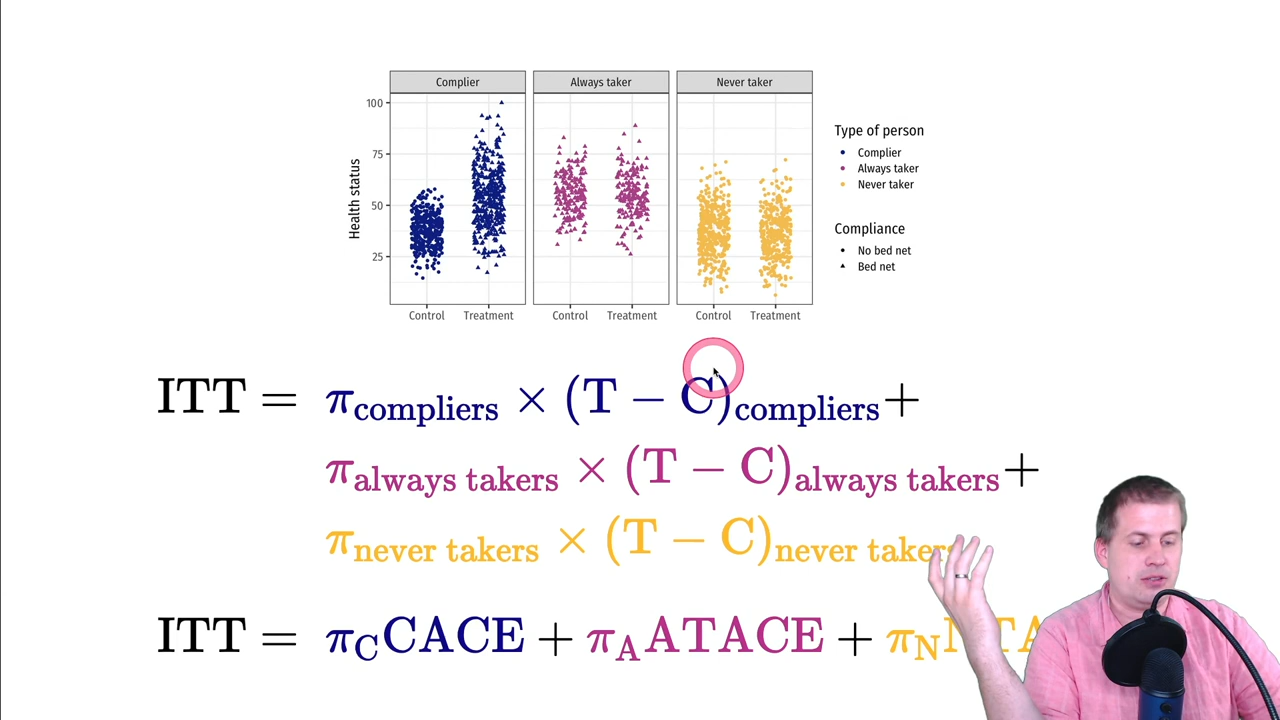 Complier Always taker Never taker
Health status
100
75
50
25
Control Treatment Control Treatment Control Treatment
Type of person
Complier
Always taker
Never taker
Compliance
No bed net
Bed net
ITT = πcompliers × (T − C)compliers +
πalways takers × (T − C)always takers +
πnever takers × (T − C)never takers
ITT = πCCACE + πAATACE + πN